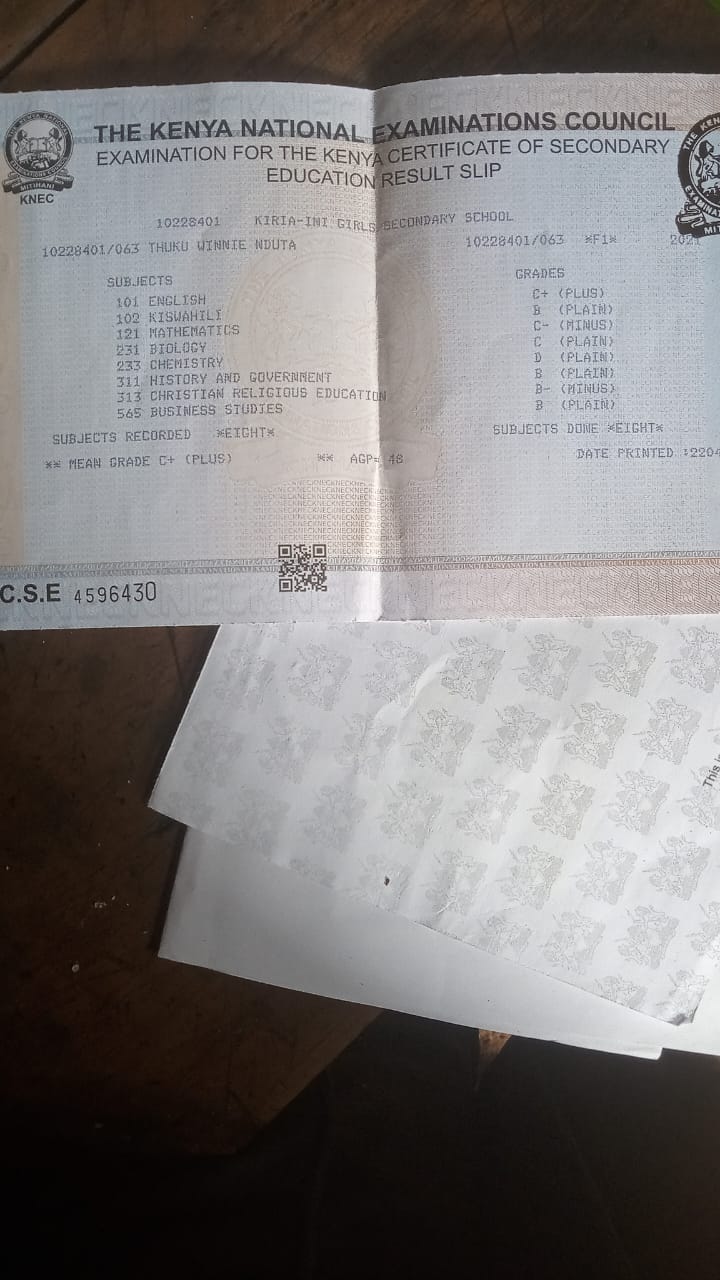 THE KENYA NATIONAL EXAMINATIONS COUNCIL
EXAMINATION FOR THE KENYA CERTIFICATE OF SECONDARY
EDUCATION RESULT SLIP
MITIHANI
KNEC
10228401 KIRIA-INI GIRLS SECONDARY SCHOOL
10228401/063 THUKU WINNIE NDUTA 10228401/063 *F1* 2021
SUBJECTS GRADES
101 ENGLISH C+ (PLUS)
102 KISWAHILI B (PLAIN)
121 MATHEMATICS C- (MINUS)
231 BIOLOGY C (PLAIN)
233 CHEMISTRY D (PLAIN)
311 HISTORY AND GOVERNMENT B (PLAIN)
313 CHRISTIAN RELIGIOUS EDUCATION B- (MINUS)
565 BUSINESS STUDIES B (PLAIN)
SUBJECTS RECORDED *EIGHT* SUBJECTS DONE *EIGHT*
** MEAN GRADE C+ (PLUS) ** AGP= 48 DATE PRINTED :2204
C.S.E 4596430
This